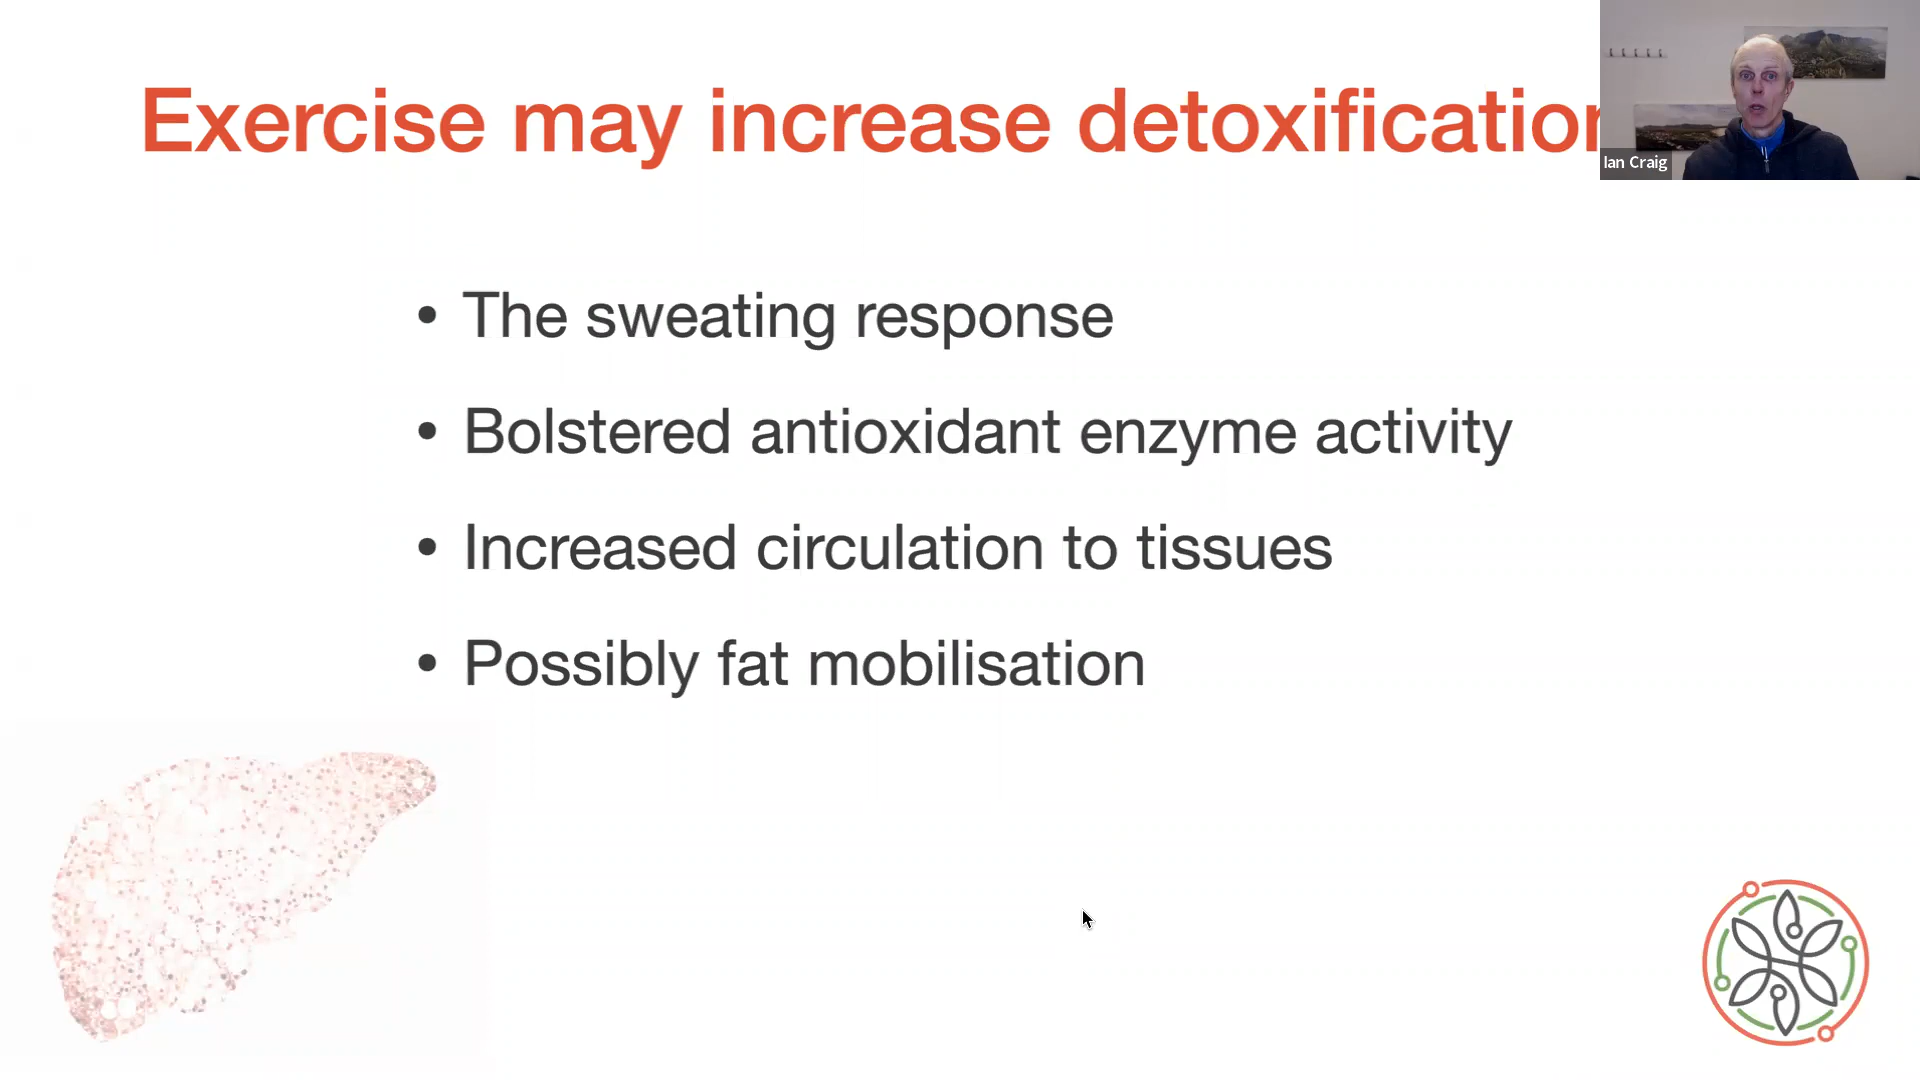 Exercise may increase detoxification
Ian Craig
• The sweating response
• Bolstered antioxidant enzyme activity
• Increased circulation to tissues
• Possibly fat mobilisation